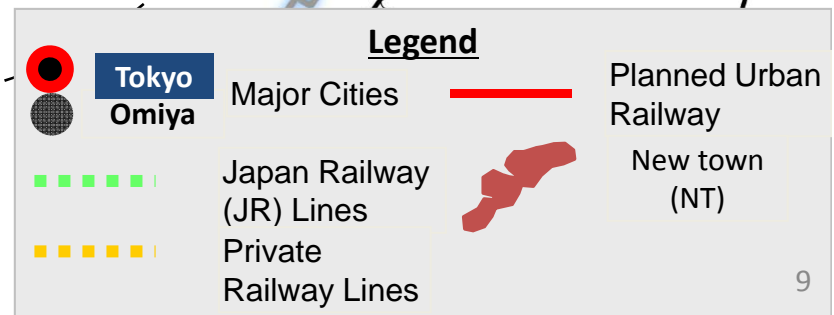 Legend
Tokyo
Omiya
Major Cities
Planned Urban
Railway
Japan Railway
(JR) Lines
New town
(NT)
Private
Railway Lines
9